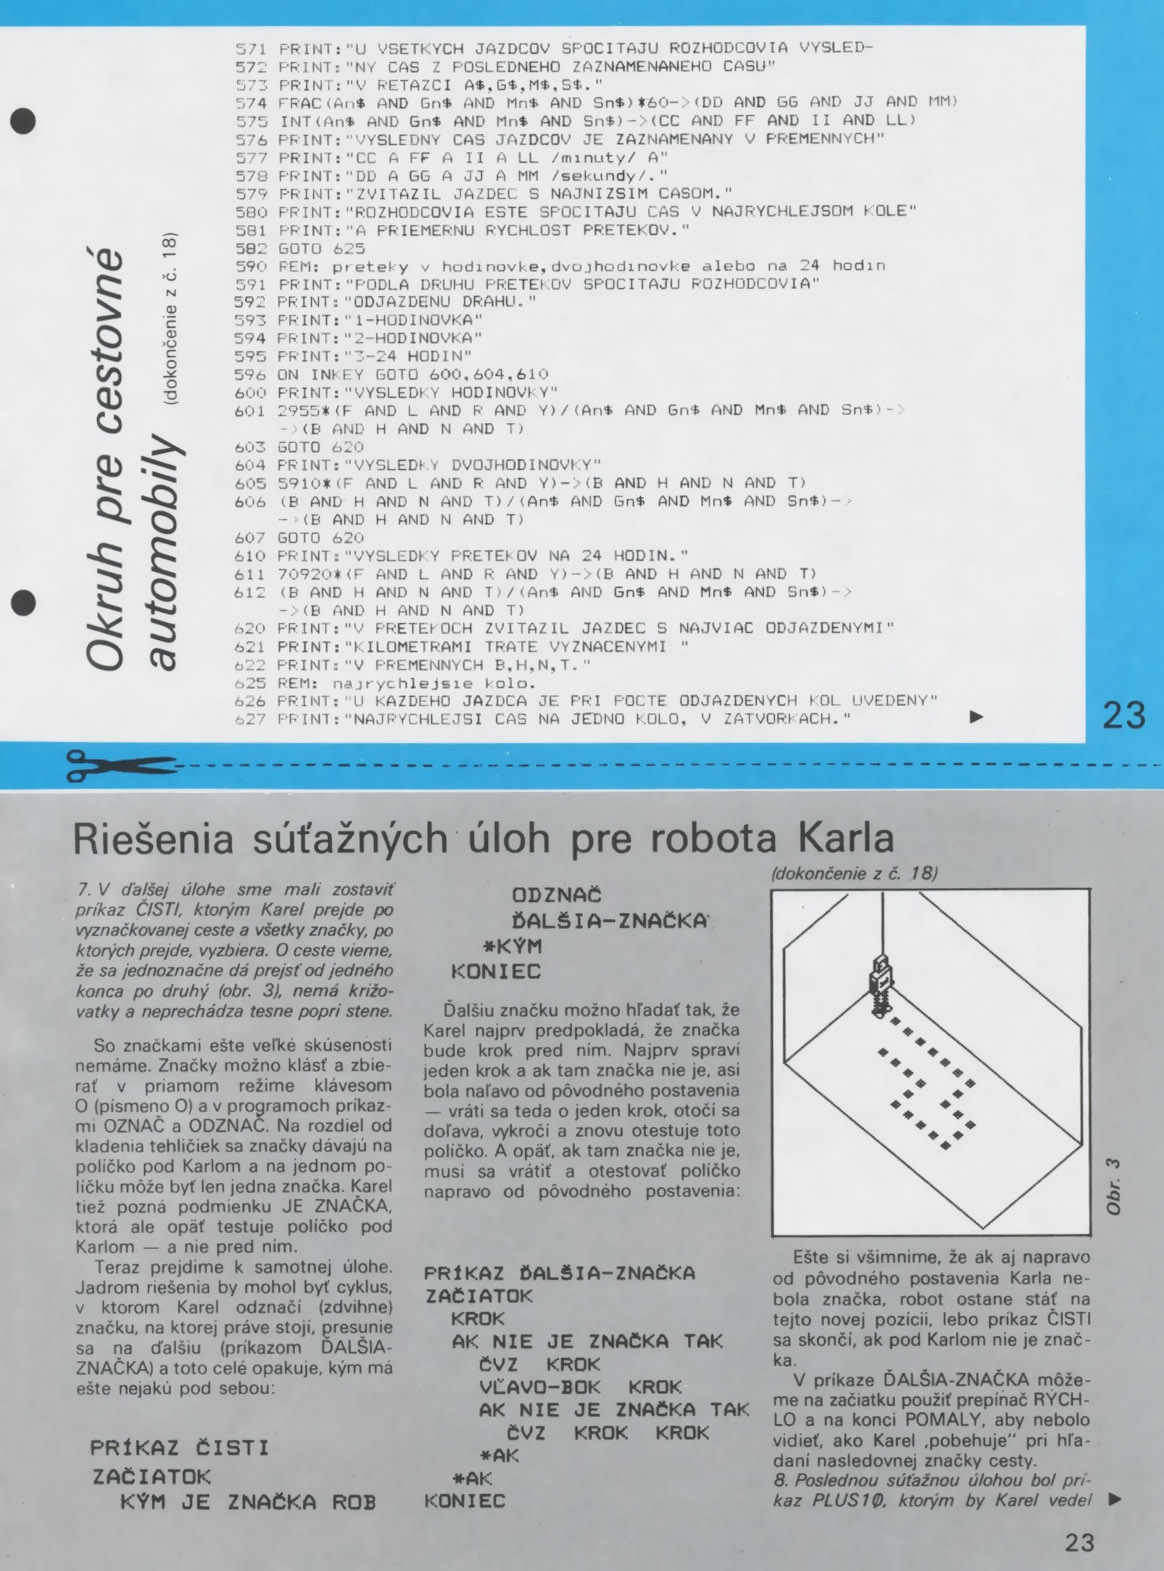 Okruh pre cestovné
automobily (dokončenie z č. 18)
571 PRINT:"U VSETKYCH JAZDCOV SPOCITAJU ROZHODCOVIA VYSLED-
572 PRINT:"NY CAS Z POSLEDNEHO ZAZNAMENANEHO CASU"
573 PRINT:"V RETAZCI A$,G$,M$,S$."
574 FRAC(An$ AND Gn$ AND Mn$ AND Sn$)*60->(DD AND GG AND JJ AND MM)
575 INT(An$ AND Gn$ AND Mn$ AND Sn$)->(CC AND FF AND II AND LL)
576 PRINT:"VYSLEDNY CAS JAZDCOV JE ZAZNAMENANY V PREMENNYCH"
577 PRINT:"CC A FF A II A LL /minuty/ A"
578 PRINT:"DD A GG A JJ A MM /sekundy/."
579 PRINT:"ZVITAZIL JAZDEC S NAJNIZSIM CASOM."
580 PRINT:"ROZHODCOVIA ESTE SPOCITAJU CAS V NAJRYCHLEJSOM KOLE"
581 PRINT:"A PRIEMERNU RYCHLOST PRETEKOV."
582 GOTO 625
590 REM: preteky v hodinovke,dvojhodinovke alebo na 24 hodin
591 PRINT:"PODLA DRUHU PRETEKOV SPOCITAJU ROZHODCOVIA"
592 PRINT:"ODJAZDENU DRAHU."
593 PRINT:"1-HODINOVKA"
594 PRINT:"2-HODINOVKA"
595 PRINT:"3-24 HODIN"
596 ON INKEY GOTO 600,604,610
600 PRINT:"VYSLEDKY HODINOVKY"
601 2955*(F AND L AND R AND Y)/(An$ AND Gn$ AND Mn$ AND Sn$)->
->(B AND H AND N AND T)
603 GOTO 620
604 PRINT:"VYSLEDKY DVOJHODINOVKY"
605 5910*(F AND L AND R AND Y)->(B AND H AND N AND T)
606 (B AND H AND N AND T)/(An$ AND Gn$ AND Mn$ AND Sn$)->
->(B AND H AND N AND T)
607 GOTO 620
610 PRINT:"VYSLEDKY PRETEKOV NA 24 HODIN."
611 70920*(F AND L AND R AND Y)->(B AND H AND N AND T)
612 (B AND H AND N AND T)/(An$ AND Gn$ AND Mn$ AND Sn$)->
->(B AND H AND N AND T)
620 PRINT:"V PRETEKOCH ZVITAZIL JAZDEC S NAJVIAC ODJAZDENYMI"
621 PRINT:"KILOMETRAMI TRATE VYZNACENYMI "
622 PRINT:"V PREMENNYCH B,H,N,T."
625 REM: najrychlejsie kolo.
626 PRINT:"U KAZDEHO JAZDCA JE PRI POCTE ODJAZDENYCH KOL UVEDENY"
627 PRINT:"NAJRYCHLEJSI CAS NA JEDNO KOLO, V ZATVORKACH." ►
23
Riešenia súťažných úloh pre robota Karla
(dokončenie z č. 18)
7. V ďalšej úlohe sme mali zostaviť
príkaz ČISTI, ktorým Karel prejde po
vyznačkovanej ceste a všetky značky, po
ktorých prejde, vyzbiera. O ceste vieme,
že sa jednoznačne dá prejsť od jedného
konca po druhý (obr. 3), nemá križo-
vatky a neprechádza tesne popri stene.
So značkami ešte veľké skúsenosti
nemáme. Značky možno klásť a zbie-
rať v priamom režime klávesom
O (písmeno O) a v programoch príkaz-
mi OZNAČ a ODZNAČ. Na rozdiel od
kladenia tehličiek sa značky dávajú na
políčko pod Karlom a na jednom po-
líčku môže byť len jedna značka. Karel
tiež pozná podmienku JE ZNAČKA,
ktorá ale opäť testuje políčko pod
Karlom — a nie pred ním.
Teraz prejdime k samotnej úlohe.
Jadrom riešenia by mohol byť cyklus,
v ktorom Karel odznačí (zdvihne)
značku, na ktorej práve stojí, presunie
sa na ďalšiu (príkazom ĎALŠIA-
ZNAČKA) a toto celé opakuje, kým má
ešte nejakú pod sebou:
PRÍKAZ ČISTI
ZAČIATOK
KÝM JE ZNAČKA ROB
ODZNAČ
ĎALŠIA-ZNAČKA
*KÝM
KONIEC
Ďalšiu značku možno hľadať tak, že
Karel najprv predpokladá, že značka
bude krok pred ním. Najprv spraví
jeden krok a ak tam značka nie je, asi
bola naľavo od pôvodného postavenia
— vráti sa teda o jeden krok, otočí sa
doľava, vykročí a znovu otestuje toto
políčko. A opäť, ak tam značka nie je,
musí sa vrátiť a otestovať políčko
napravo od pôvodného postavenia:
PRÍKAZ ĎALŠIA-ZNAČKA
ZAČIATOK
KROK
AK NIE JE ZNAČKA TAK
ČVZ KROK
VĽAVO-BOK KROK
AK NIE JE ZNAČKA TAK
ČVZ KROK KROK
*AK
*AK
KONIEC
Obr. 3
Ešte si všimnime, že ak aj napravo
od pôvodného postavenia Karla ne-
bola značka, robot ostane stáť na
tejto novej pozícii, lebo príkaz ČISTI
sa skončí, ak pod Karlom nie je znač-
ka.
V príkaze ĎALŠIA-ZNAČKA môže-
me na začiatku použiť prepínač RÝCH-
LO a na konci POMALY, aby nebolo
vidieť, ako Karel „pobehuje" pri hľa-
daní nasledovnej značky cesty.
8. Poslednou súťažnou úlohou bol prí-
kaz PLUS10, ktorým by Karel vedel ►
23